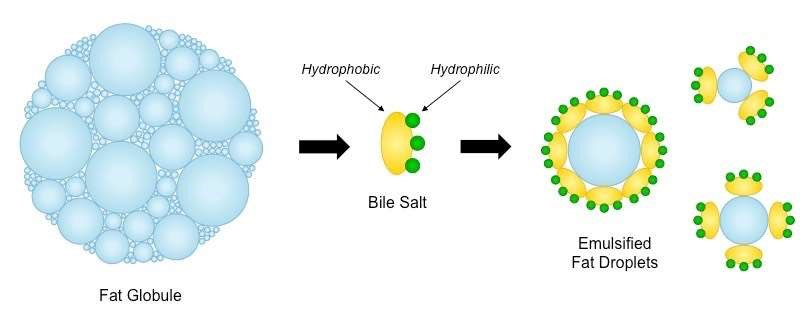 Hydrophobic
Hydrophilic
Bile Salt
Emulsified
Fat Droplets
Fat Globule